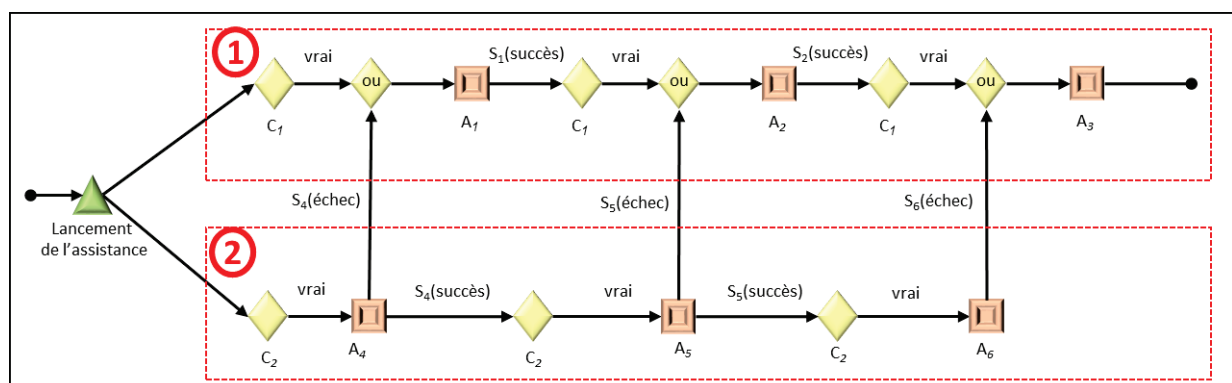 1
vrai
S1(succès)
vrai
S2(succès)
vrai
ou
ou
ou
C1
A1
C1
A2
C1
A3
S4(échec)
S5(échec)
S6(échec)
Lancement
de l’assistance
2
vrai
S4(succès)
vrai
S5(succès)
vrai
C2
A4
C2
A5
C2
A6